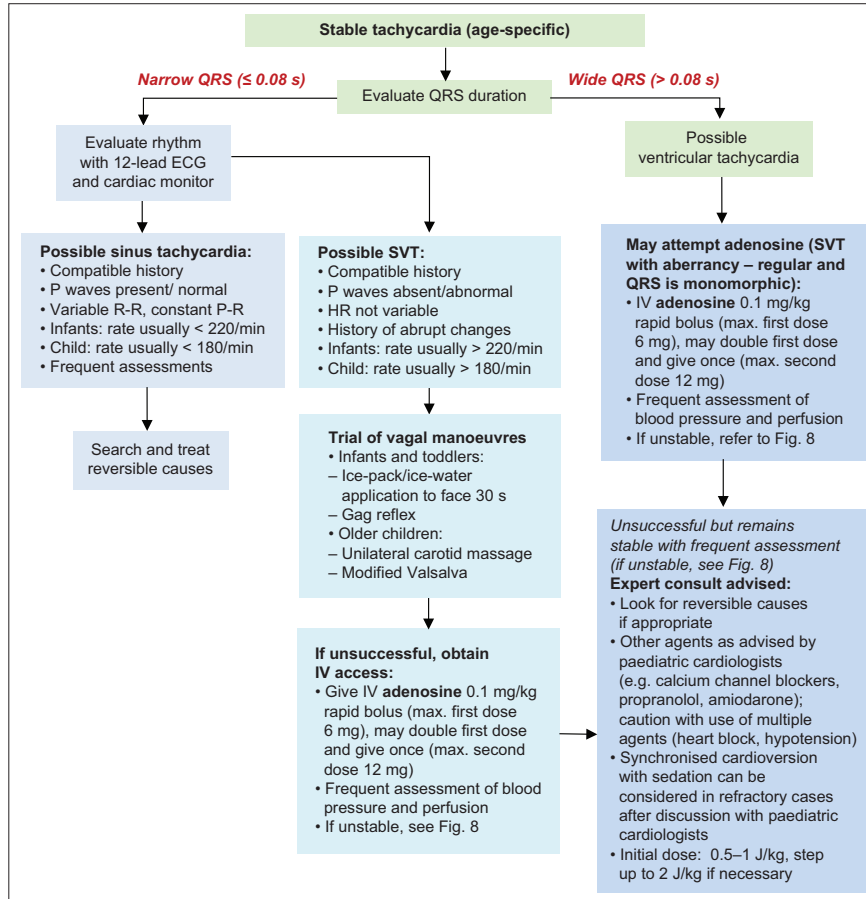 Stable tachycardia (age-specific)
Narrow QRS (≤ 0.08 s)
Wide QRS (> 0.08 s)
Evaluate QRS duration
Evaluate rhythm
with 12-lead ECG
and cardiac monitor
Possible
ventricular tachycardia
Possible sinus tachycardia:
• Compatible history
• P waves present/ normal
• Variable R-R, constant P-R
• Infants: rate usually < 220/min
• Child: rate usually < 180/min
• Frequent assessments
Search and treat
reversible causes
Possible SVT:
• Compatible history
• P waves absent/abnormal
• HR not variable
• History of abrupt changes
• Infants: rate usually > 220/min
• Child: rate usually > 180/min
Trial of vagal manoeuvres
• Infants and toddlers:
– Ice-pack/ice-water
application to face 30 s
– Gag reflex
• Older children:
– Unilateral carotid massage
– Modified Valsalva
If unsuccessful, obtain
IV access:
• Give IV adenosine 0.1 mg/kg
rapid bolus (max. first dose
6 mg), may double first dose
and give once (max. second
dose 12 mg)
• Frequent assessment of blood
pressure and perfusion
• If unstable, see Fig. 8
May attempt adenosine (SVT
with aberrancy – regular and
QRS is monomorphic):
• IV adenosine 0.1 mg/kg
rapid bolus (max. first dose
6 mg), may double first dose
and give once (max. second
dose 12 mg)
• Frequent assessment of
blood pressure and perfusion
• If unstable, refer to Fig. 8
Unsuccessful but remains
stable with frequent assessment
(if unstable, see Fig. 8)
Expert consult advised:
• Look for reversible causes
if appropriate
• Other agents as advised by
paediatric cardiologists
(e.g. calcium channel blockers,
propranolol, amiodarone);
caution with use of multiple
agents (heart block, hypotension)
• Synchronised cardioversion
with sedation can be
considered in refractory cases
after discussion with paediatric
cardiologists
• Initial dose: 0.5–1 J/kg, step
up to 2 J/kg if necessary